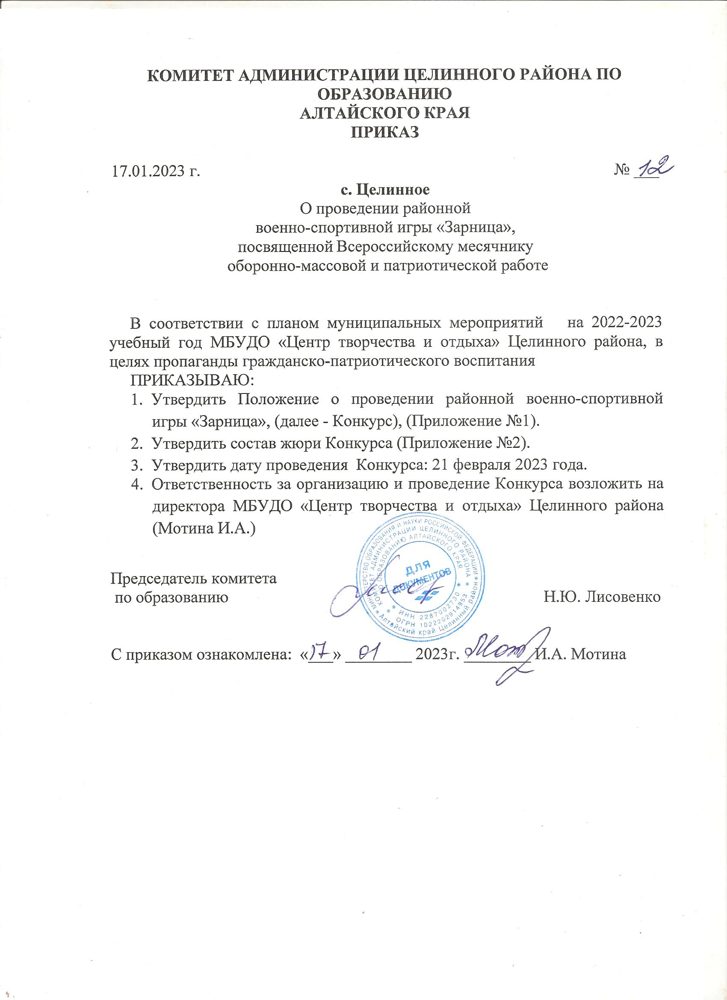 КОМИТЕТ АДМИНИСТРАЦИИ ЦЕЛИННОГО РАЙОНА ПО
ОБРАЗОВАНИЮ
АЛТАЙСКОГО КРАЯ
ПРИКАЗ
17.01.2023 г. № 12
с. Целинное
О проведении районной
военно-спортивной игры «Зарница»,
посвященной Всероссийскому месячнику
оборонно-массовой и патриотической работе
В соответствии с планом муниципальных мероприятий на 2022-2023
учебный год МБУДО «Центр творчества и отдыха» Целинного района, в
целях пропаганды гражданско-патриотического воспитания
ПРИКАЗЫВАЮ:
1. Утвердить Положение о проведении районной военно-спортивной
игры «Зарница», (далее - Конкурс), (Приложение №1).
2. Утвердить состав жюри Конкурса (Приложение №2).
3. Утвердить дату проведения Конкурса: 21 февраля 2023 года.
4. Ответственность за организацию и проведение Конкурса возложить на
директора МБУДО «Центр творчества и отдыха» Целинного района
(Мотина И.А.)
МИНИСТЕРСТВО ОБРАЗОВАНИЯ И НАУКИ РОССИЙСКОЙ ФЕДЕРАЦИИ
* Алтайский край Целинный район *
КОМИТЕТ АДМИНИСТРАЦИИ ЦЕЛИННОГО РАЙОНА
ПО ОБРАЗОВАНИЮ АЛТАЙСКОГО КРАЯ
* ОГРН 1022202914953 *
* ИНН 2287002730 *
ДЛЯ
ДОКУМЕНТОВ
Председатель комитета
по образованию Н.Ю. Лисовенко
С приказом ознакомлена: «17» 01 2023г. И.А. Мотина